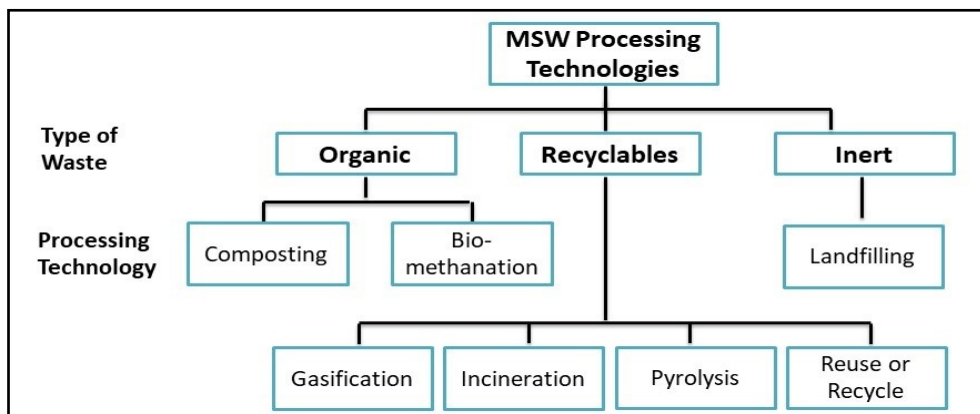 MSW Processing
Technologies
Type of
Waste
Organic
Recyclables
Inert
Processing
Technology
Composting
Bio-
methanation
Landfilling
Gasification
Incineration
Pyrolysis
Reuse or
Recycle